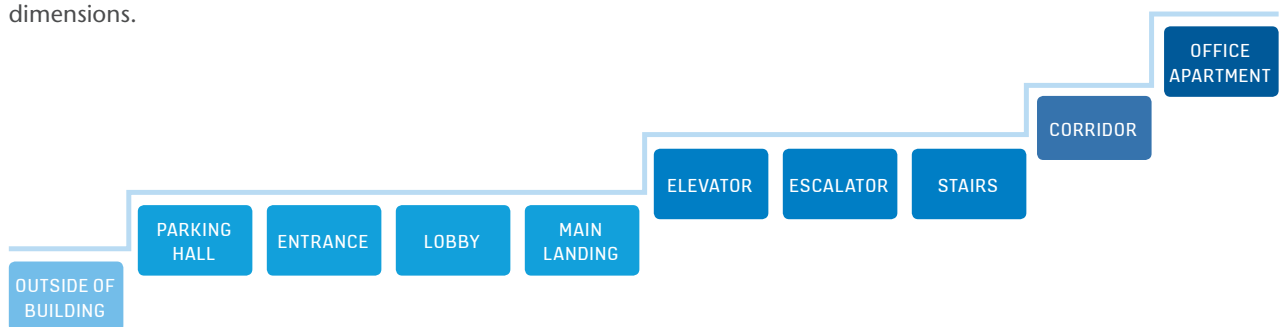 dimensions.
OFFICE
APARTMENT
CORRIDOR
ELEVATOR
ESCALATOR
STAIRS
PARKING
HALL
ENTRANCE
LOBBY
MAIN
LANDING
OUTSIDE OF
BUILDING